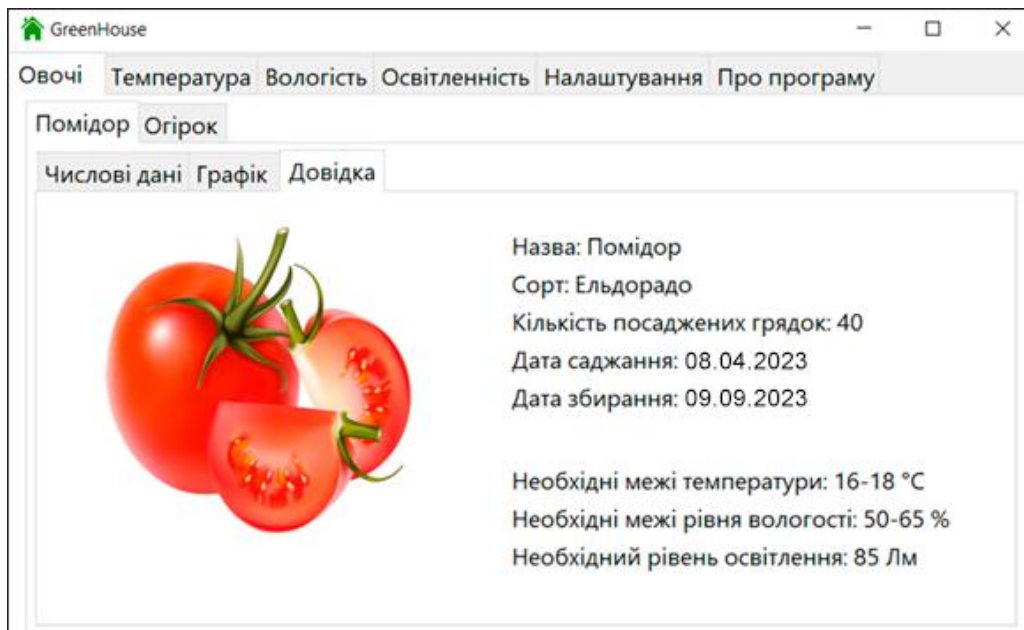 GreenHouse
Овочі Температура Вологість Освітленність Налаштування Про програму
Помідор Огірок
Числові дані Графік Довідка
Назва: Помідор
Сорт: Ельдорадо
Кількість посаджених грядок: 40
Дата саджання: 08.04.2023
Дата збирання: 09.09.2023
Необхідні межі температури: 16-18 °C
Необхідні межі рівня вологості: 50-65 %
Необхідний рівень освітлення: 85 Лм